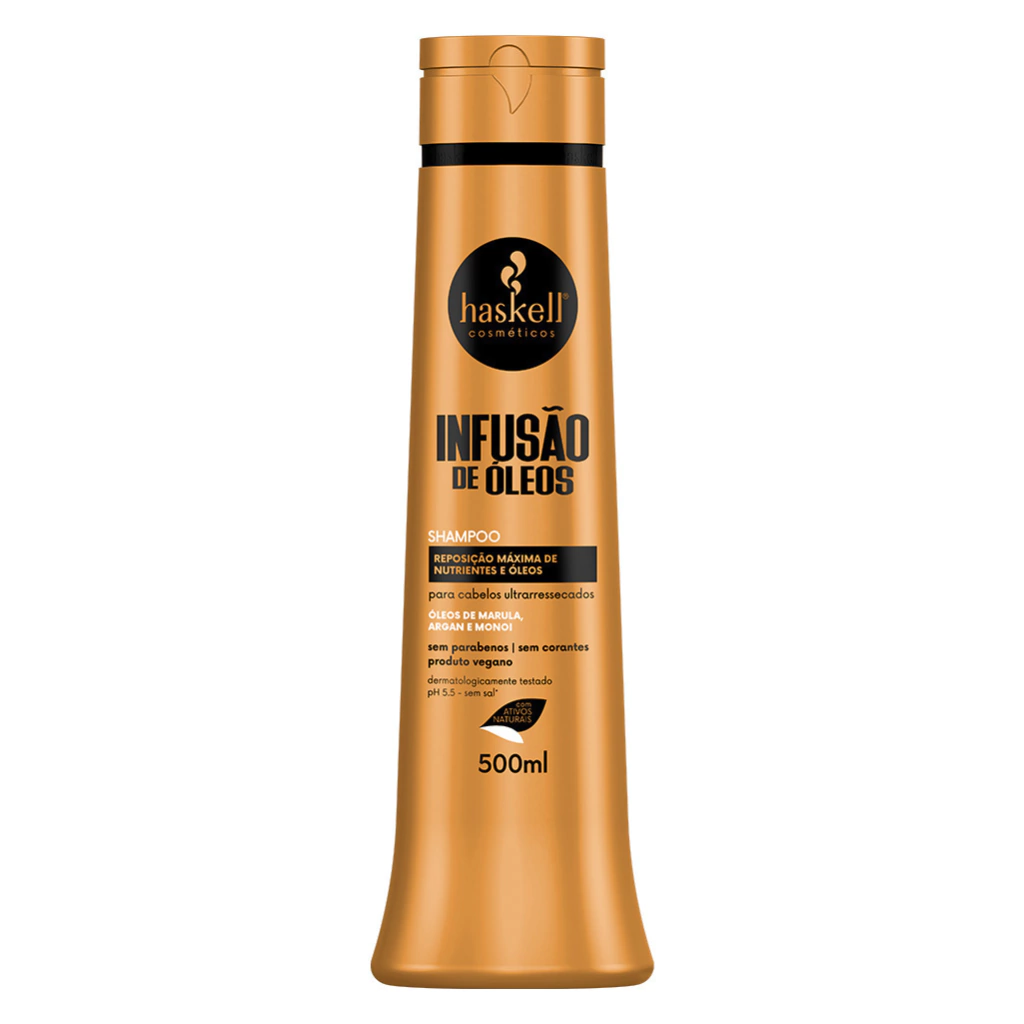 haskell®
cosméticos
INFUSÃO
DE ÓLEOS
SHAMPOO
REPOSIÇÃO MÁXIMA DE
NUTRIENTES E ÓLEOS
para cabelos ultrarressecados
ÓLEOS DE MARULA,
ARGAN E MONOI
sem parabenos | sem corantes
produto vegano
dermatologicamente testado
pH 5.5 - sem sal*
com
ATIVOS
NATURAIS
500ml